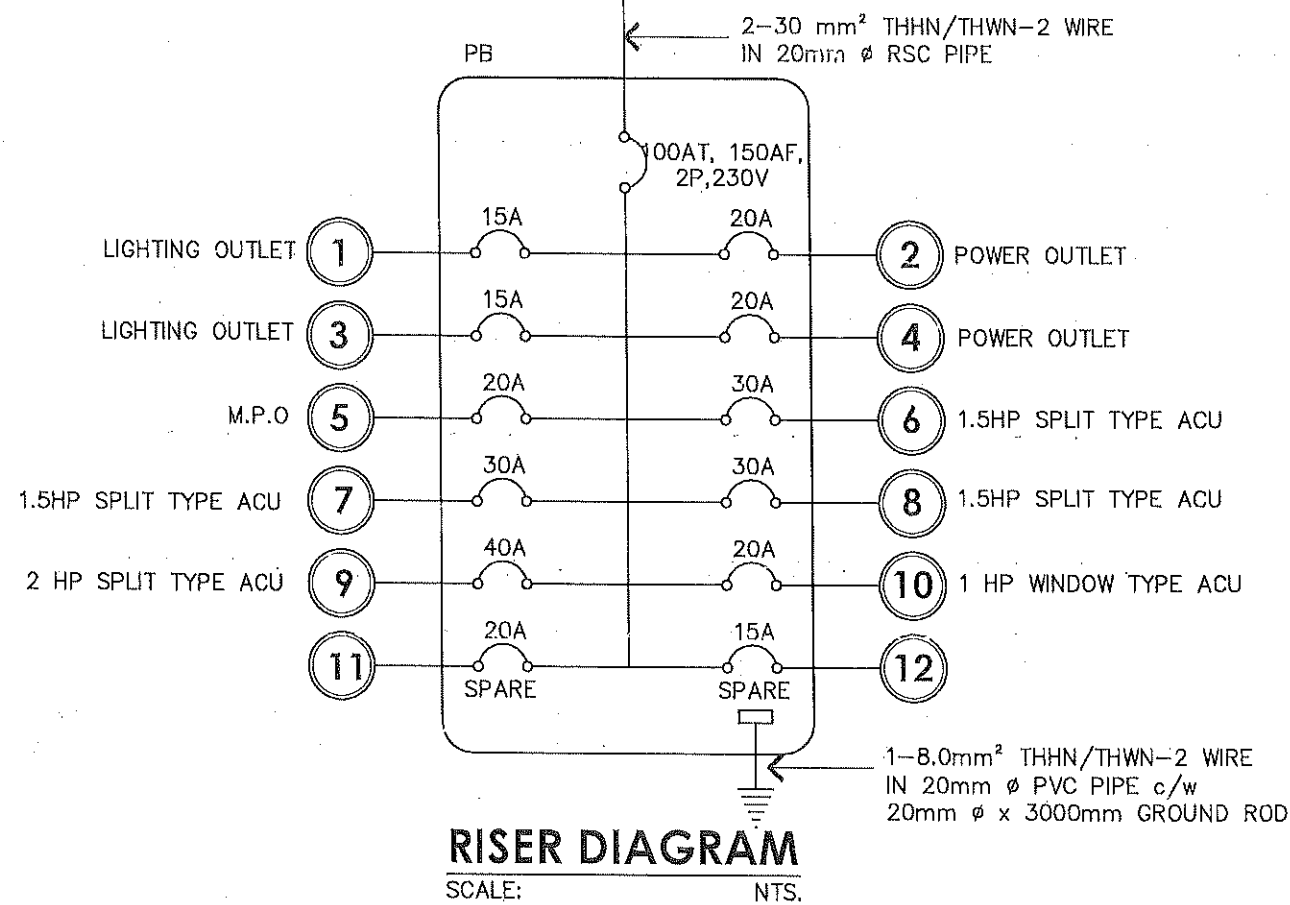 2-30 mm² THHN/THWN-2 WIRE
IN 20mm ø RSC PIPE
PB
100AT, 150AF,
2P,230V
15A
20A
LIGHTING OUTLET 1
2 POWER OUTLET
15A
20A
LIGHTING OUTLET 3
4 POWER OUTLET
20A
30A
M.P.O 5
6 1.5HP SPLIT TYPE ACU
30A
30A
1.5HP SPLIT TYPE ACU 7
8 1.5HP SPLIT TYPE ACU
40A
20A
2 HP SPLIT TYPE ACU 9
10 1 HP WINDOW TYPE ACU
20A
15A
11
12
SPARE
SPARE
1-8.0mm² THHN/THWN-2 WIRE
IN 20mm ø PVC PIPE c/w
20mm ø x 3000mm GROUND ROD
RISER DIAGRAM
SCALE: NTS.